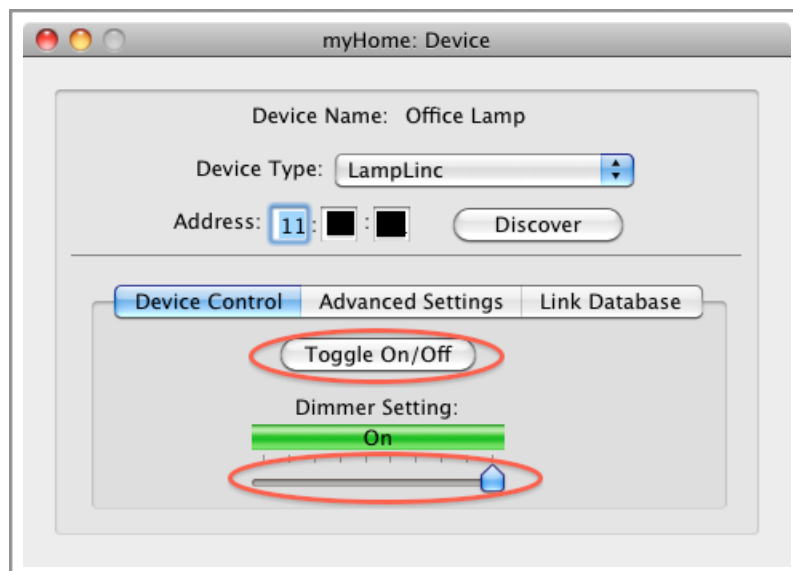 myHome: Device
Device Name: Office Lamp
Device Type: LampLinc
Address: 11 : : Discover
Device Control Advanced Settings Link Database
Toggle On/Off
Dimmer Setting:
On